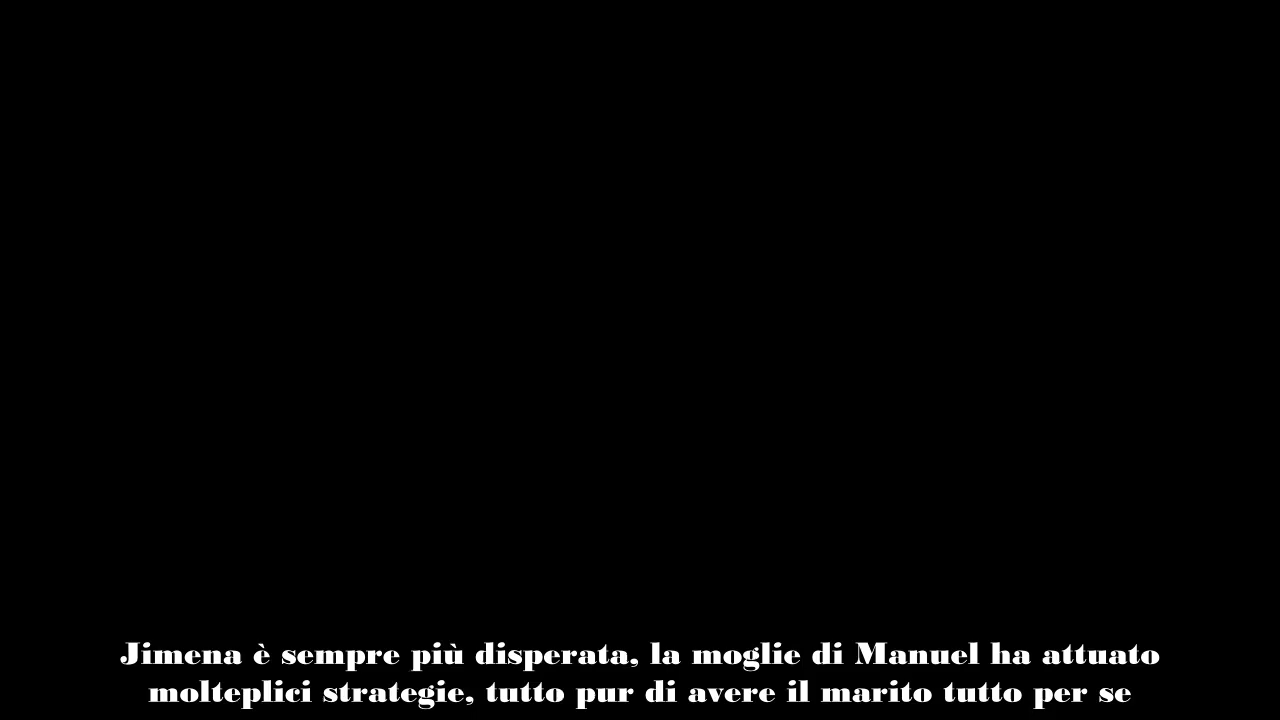 Jimena è sempre più disperata, la moglie di Manuel ha attuato
molteplici strategie, tutto pur di avere il marito tutto per se